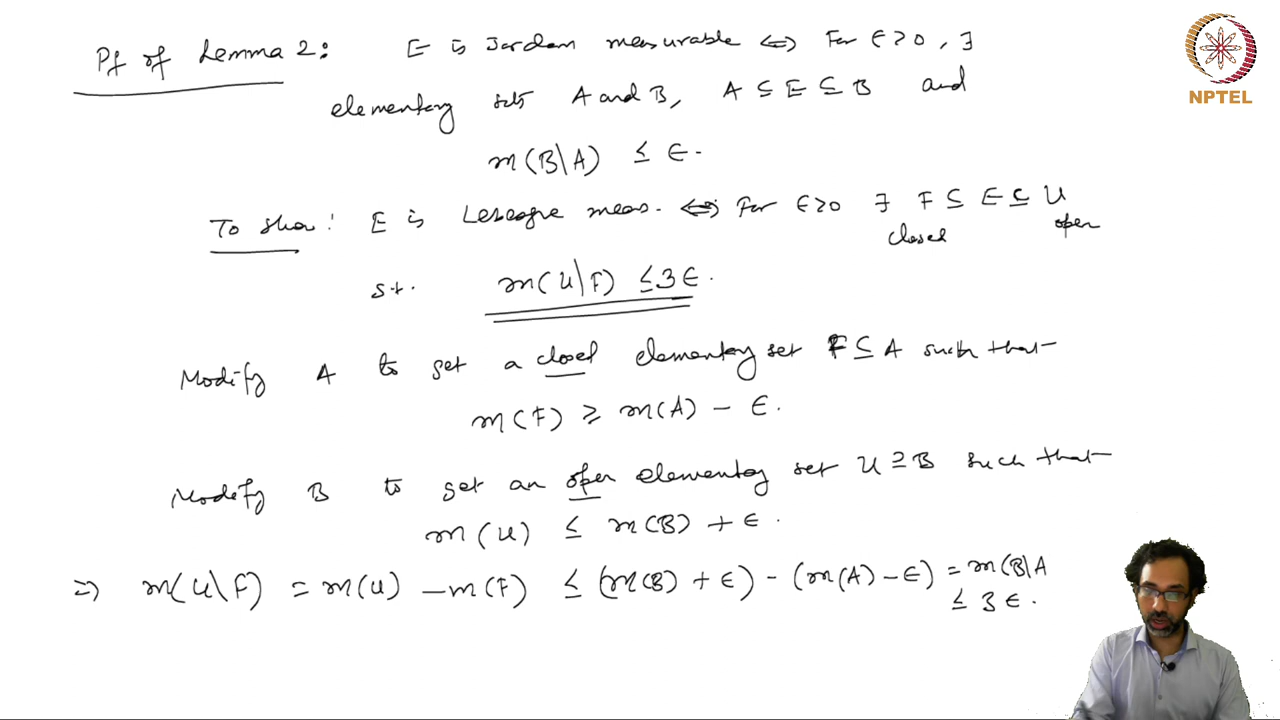 Pf of Lemma 2: E is Jordan measurable ⇔ For ε>0, ∃
elementary sets A and B, A ⊆ E ⊆ B and
m(B\A) ≤ ε.
To show: E is Lebesgue meas. ⇔ For ε>0 ∃ F ⊆ E ⊆ U
closed open
s.t. m(U\F) ≤ 3ε.
Modify A to get a closed elementary set F ⊆ A such that
m(F) ≥ m(A) - ε.
Modify B to get an open elementary set U ⊇ B such that
m(U) ≤ m(B) + ε.
⇒ m(U\F) = m(U) - m(F) ≤ (m(B) + ε) - (m(A) - ε) = m(B\A
≤ 3ε.
NPTEL